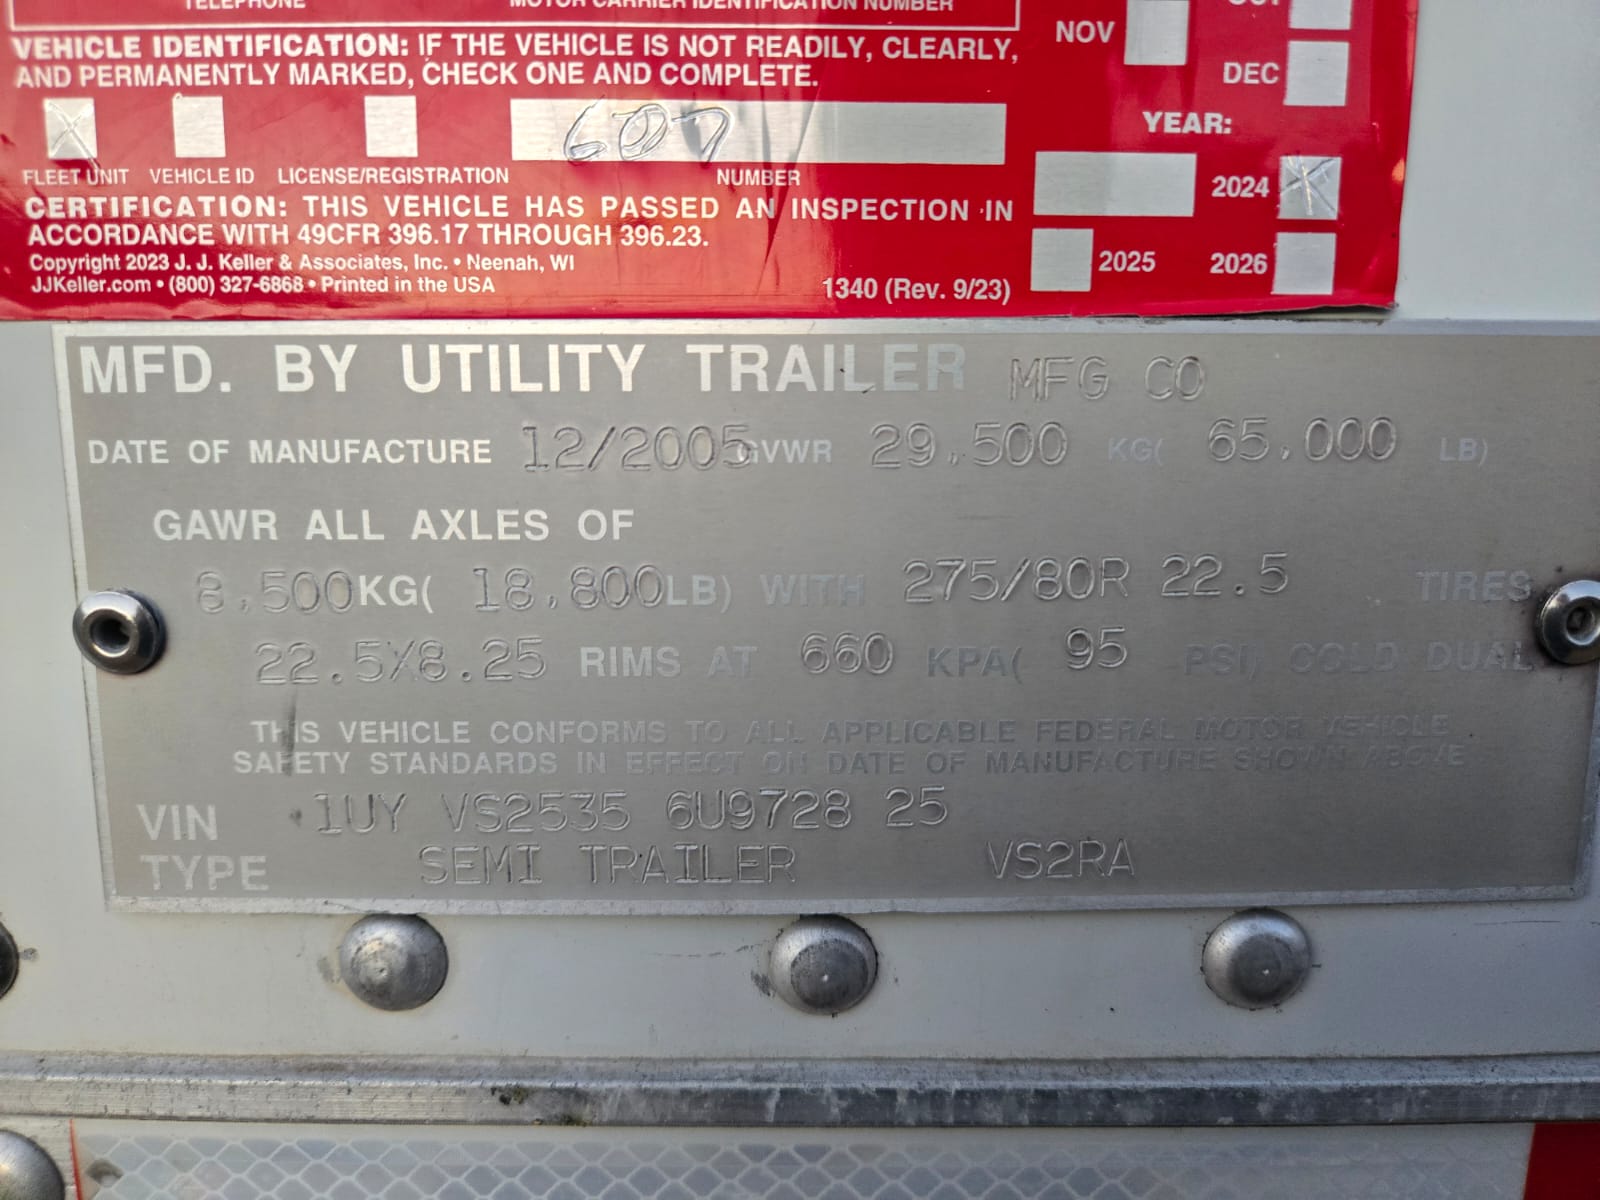 TELEPHONE MOTOR CARRIER IDENTIFICATION NUMBER
VEHICLE IDENTIFICATION: IF THE VEHICLE IS NOT READILY, CLEARLY,
AND PERMANENTLY MARKED, CHECK ONE AND COMPLETE.
X 607
FLEET UNIT VEHICLE ID LICENSE/REGISTRATION NUMBER
CERTIFICATION: THIS VEHICLE HAS PASSED AN INSPECTION IN
ACCORDANCE WITH 49CFR 396.17 THROUGH 396.23.
Copyright 2023 J. J. Keller & Associates, Inc. • Neenah, WI
JJKeller.com • (800) 327-6868 • Printed in the USA
1340 (Rev. 9/23)
NOV OCT
DEC
YEAR:
2024 X
2025 2026
MFD. BY UTILITY TRAILER MFG CO
DATE OF MANUFACTURE 12/2005 GVWR 29,500 KG( 65,000 LB)
GAWR ALL AXLES OF
8,500KG( 18,800LB) WITH 275/80R 22.5 TIRES
22.5X8.25 RIMS AT 660 KPA( 95 PSI) COLD DUAL
THIS VEHICLE CONFORMS TO ALL APPLICABLE FEDERAL MOTOR VEHICLE
SAFETY STANDARDS IN EFFECT ON DATE OF MANUFACTURE SHOWN ABOVE
VIN 1UY VS2535 6U9728 25
TYPE SEMI TRAILER VS2RA